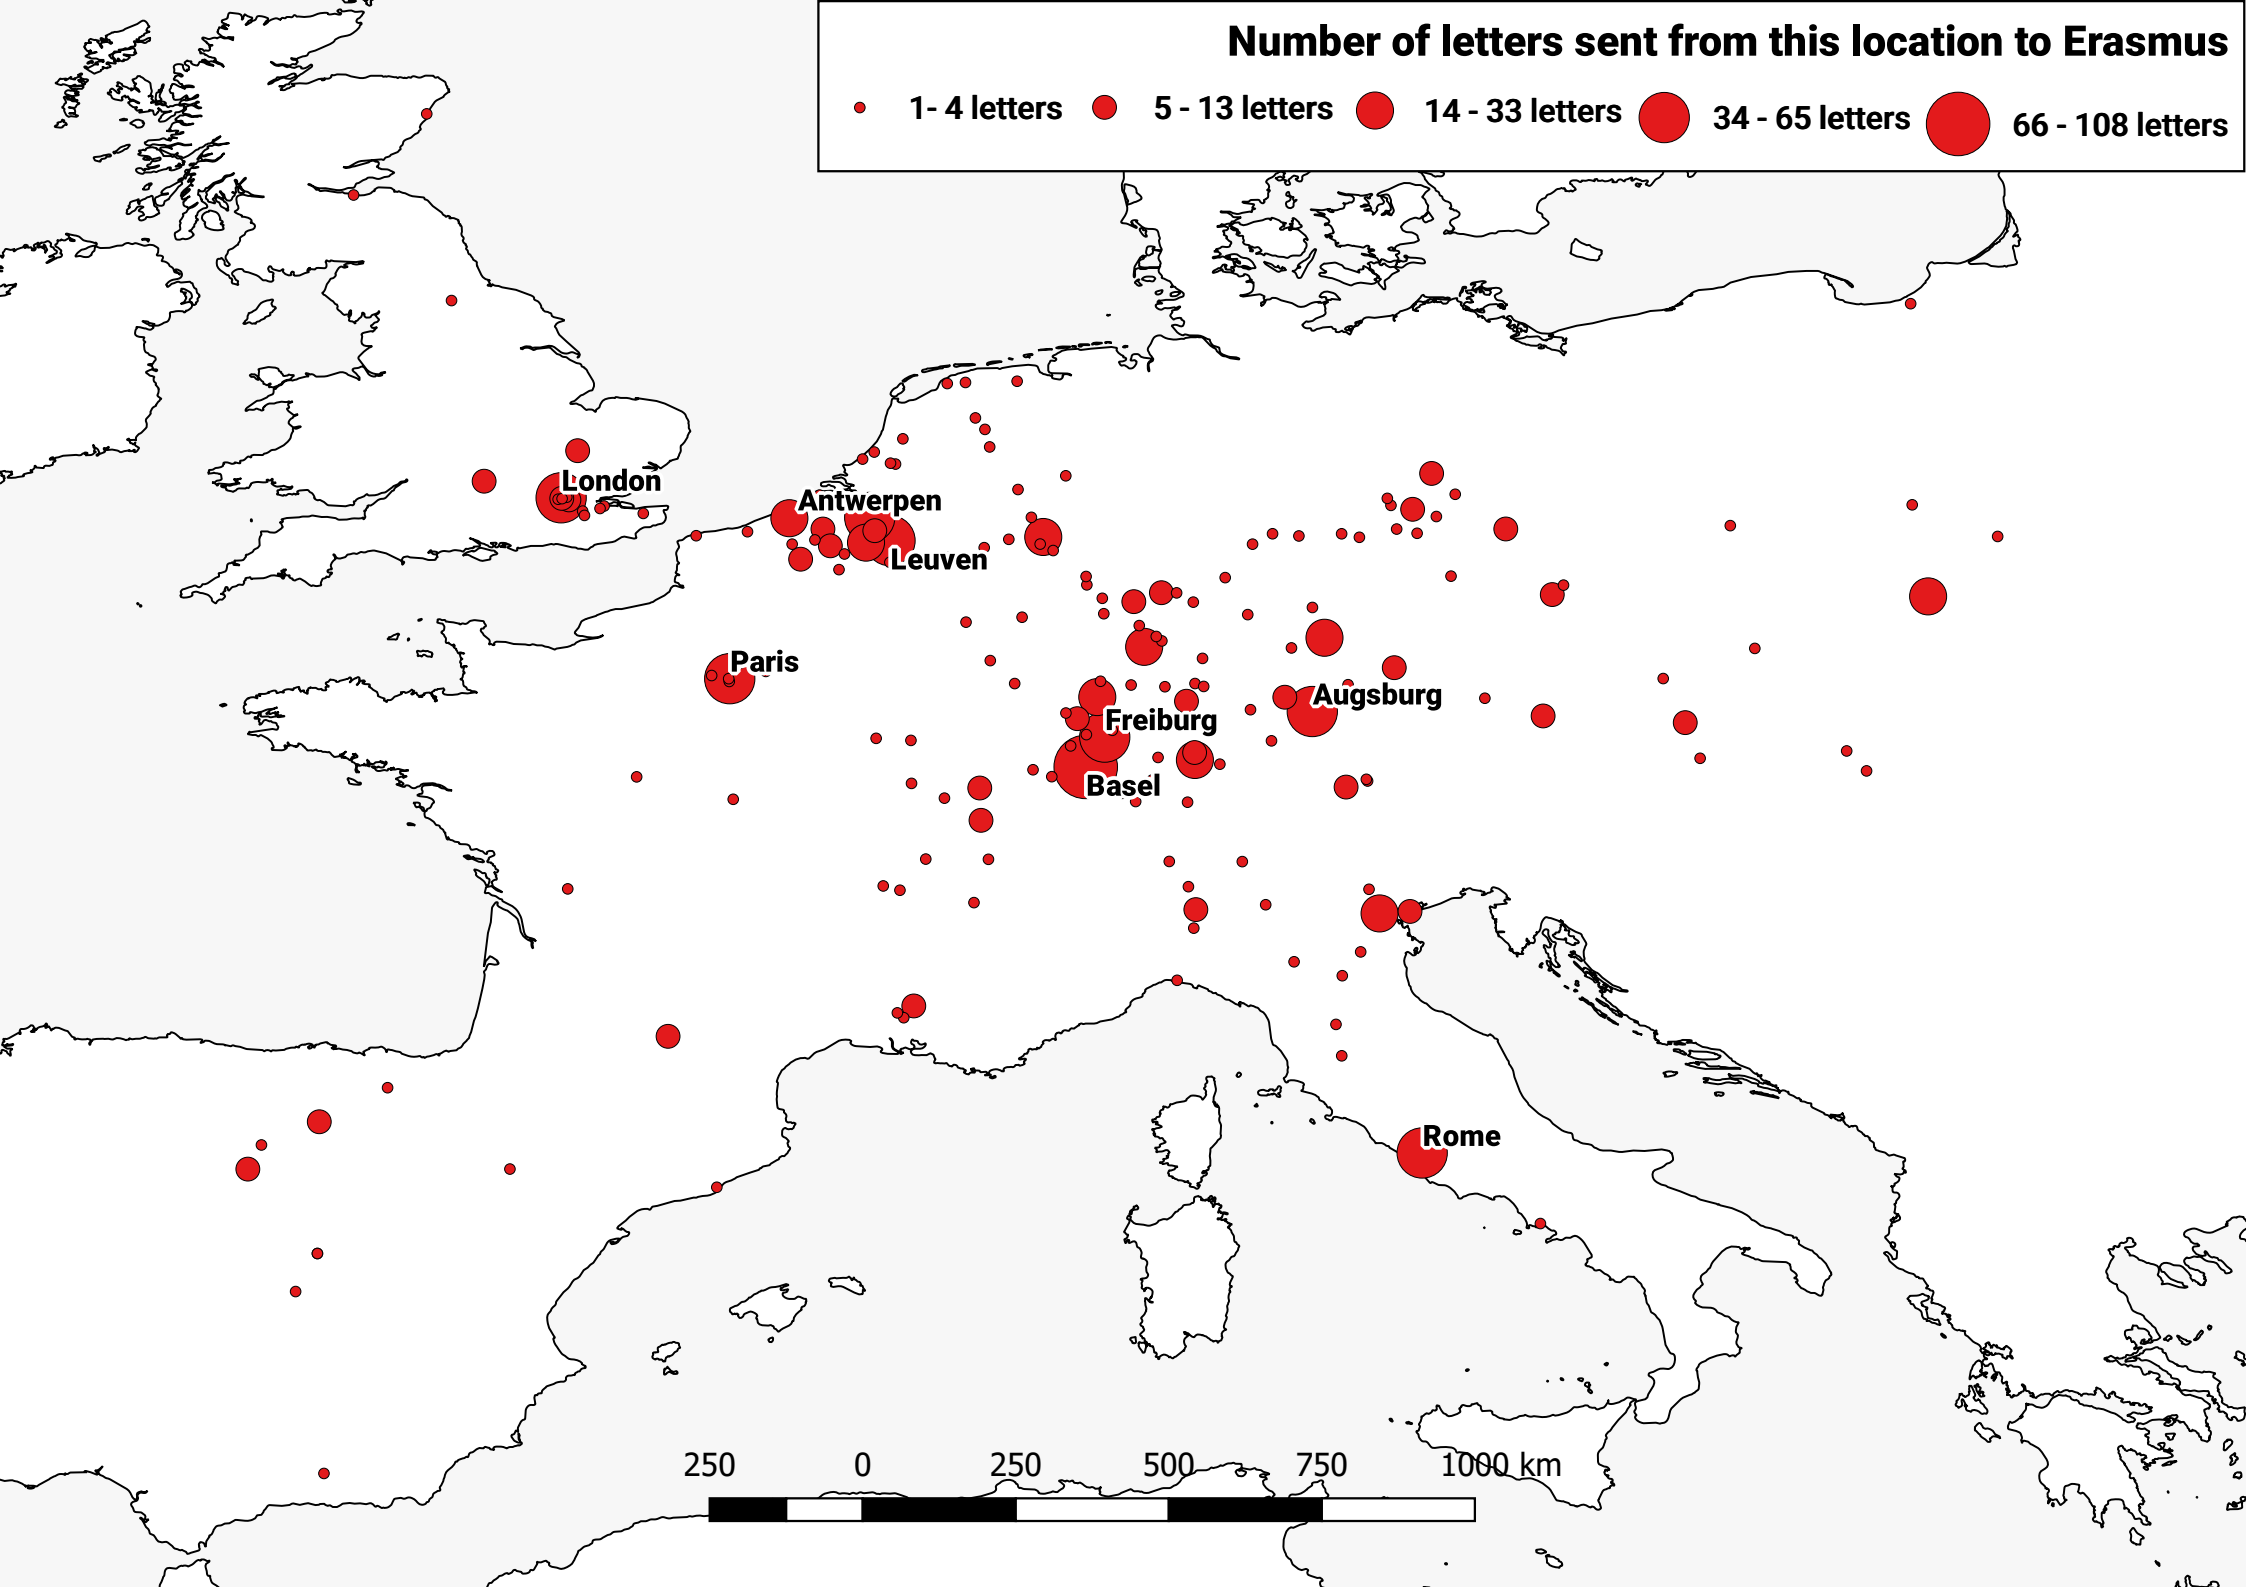 Number of letters sent from this location to Erasmus
1- 4 letters 5 - 13 letters 14 - 33 letters 34 - 65 letters 66 - 108 letters
London
Antwerpen
Leuven
Paris
Augsburg
Freiburg
Basel
Rome
250 0 250 500 750 1000 km